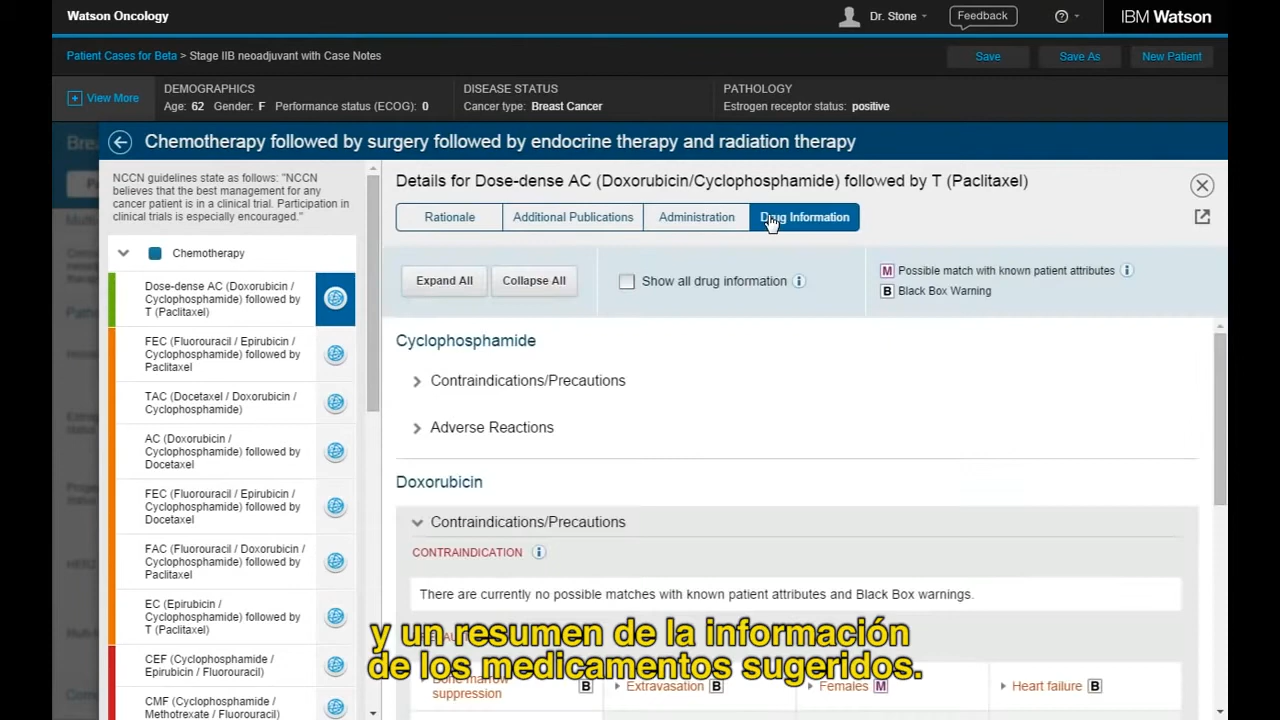 Watson Oncology
Dr. Stone
Feedback
IBM Watson
Patient Cases for Beta > Stage IIB neoadjuvant with Case Notes
Save
Save As
New Patient
View More
DEMOGRAPHICS
Age: 62 Gender: F Performance status (ECOG): 0
DISEASE STATUS
Cancer type: Breast Cancer
PATHOLOGY
Estrogen receptor status: positive
Chemotherapy followed by surgery followed by endocrine therapy and radiation therapy
NCCN guidelines state as follows: "NCCN
believes that the best management for any
cancer patient is in a clinical trial. Participation in
clinical trials is especially encouraged."
Chemotherapy
Dose-dense AC (Doxorubicin /
Cyclophosphamide) followed by
T (Paclitaxel)
FEC (Fluorouracil / Epirubicin /
Cyclophosphamide) followed by
Paclitaxel
TAC (Docetaxel / Doxorubicin /
Cyclophosphamide)
AC (Doxorubicin /
Cyclophosphamide) followed by
Docetaxel
FEC (Fluorouracil / Epirubicin /
Cyclophosphamide) followed by
Docetaxel
FAC (Fluorouracil / Doxorubicin /
Cyclophosphamide) followed by
Paclitaxel
EC (Epirubicin /
Cyclophosphamide) followed by
T (Paclitaxel)
CEF (Cyclophosphamide /
Epirubicin / Fluorouracil)
CMF (Cyclophosphamide /
Methotrexate / Fluorouracil)
Details for Dose-dense AC (Doxorubicin/Cyclophosphamide) followed by T (Paclitaxel)
Rationale
Additional Publications
Administration
Drug Information
Expand All
Collapse All
Show all drug information
M Possible match with known patient attributes
B Black Box Warning
Cyclophosphamide
Contraindications/Precautions
Adverse Reactions
Doxorubicin
Contraindications/Precautions
CONTRAINDICATION
There are currently no possible matches with known patient attributes and Black Box warnings.
Bone marrow
suppression
B
Extravasation B
Females M
Heart failure B
y un resumen de la información
de los medicamentos sugeridos.